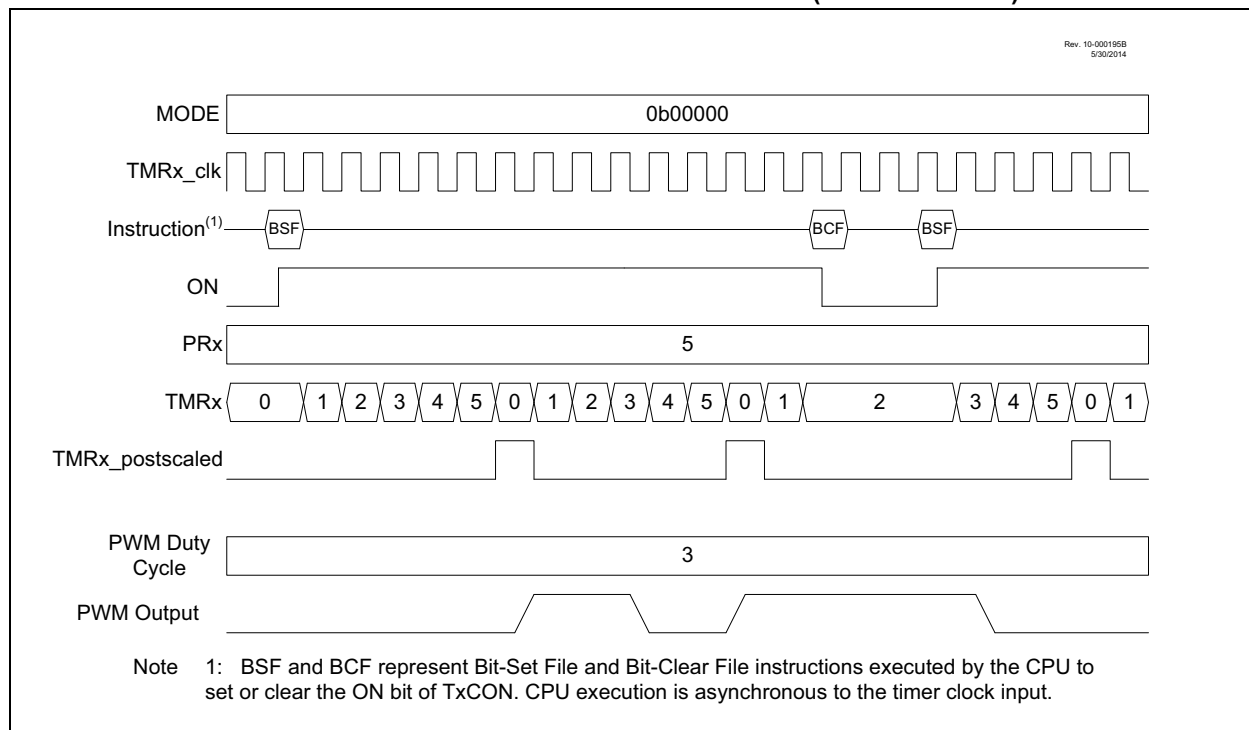 Rev. 10-000195B
5/30/2014
MODE
0b00000
TMRx_clk
Instruction(1)
BSF
BCF
BSF
ON
PRx
5
TMRx
0 1 2 3 4 5 0 1 2 3 4 5 0 1 2 3 4 5 0 1
TMRx_postscaled
PWM Duty
Cycle
3
PWM Output
Note 1: BSF and BCF represent Bit-Set File and Bit-Clear File instructions executed by the CPU to
set or clear the ON bit of TxCON. CPU execution is asynchronous to the timer clock input.